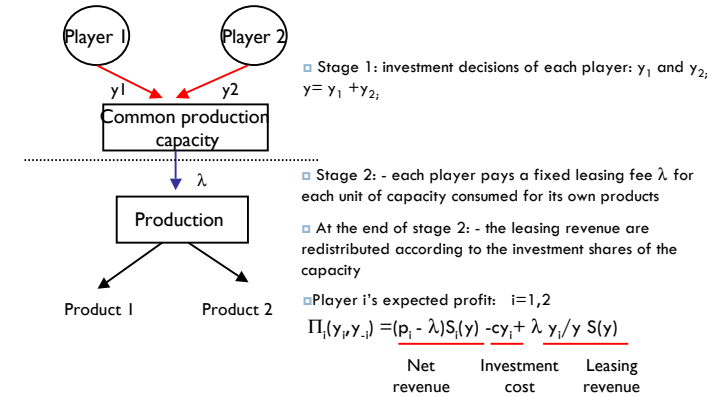 Player 1
Player 2
y1
y2
Common production
capacity
λ
Production
Product 1
Product 2
Stage 1: investment decisions of each player: y₁ and y₂;
y= y₁ +y₂;
Stage 2: - each player pays a fixed leasing fee λ for
each unit of capacity consumed for its own products
At the end of stage 2: - the leasing revenue are
redistributed according to the investment shares of the
capacity
Player i's expected profit: i=1,2
Πᵢ(yᵢ,y₋ᵢ) =(pᵢ - λ)Sᵢ(y) -cyᵢ+ λ yᵢ/y S(y)
Net
revenue
Investment
cost
Leasing
revenue